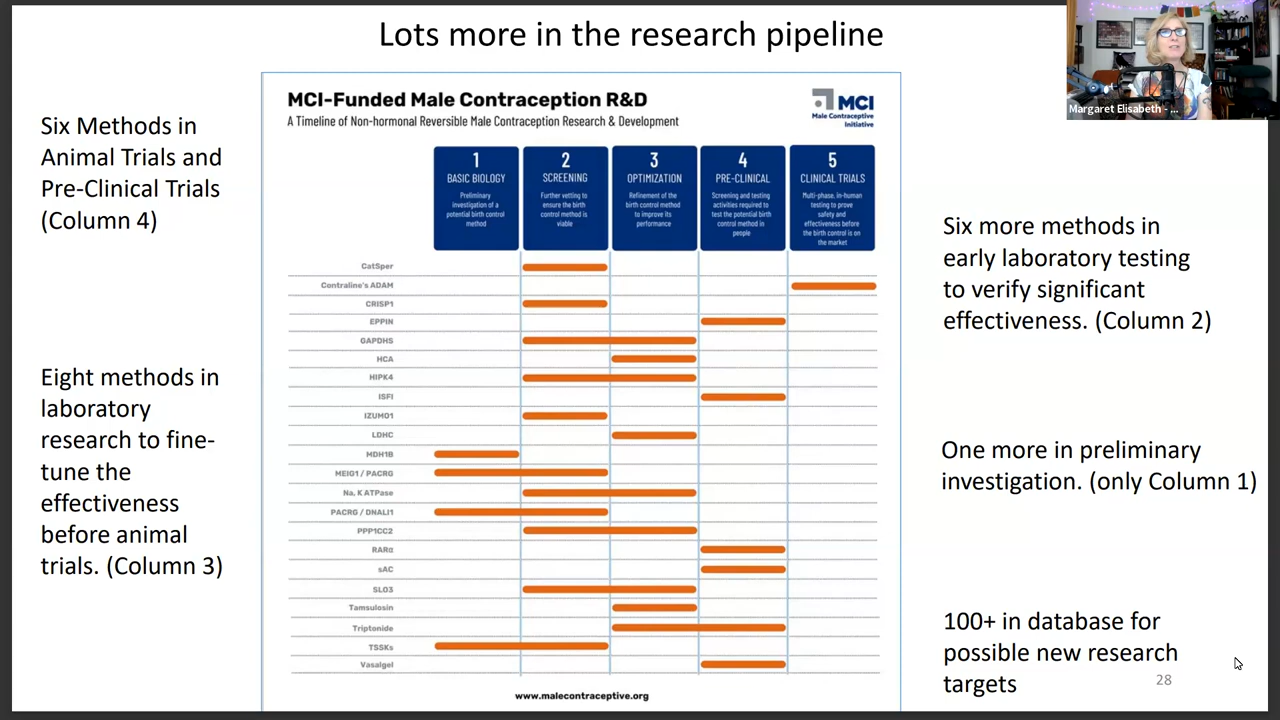 Lots more in the research pipeline
Margaret Elisabeth - ...
Six Methods in
Animal Trials and
Pre-Clinical Trials
(Column 4)
Eight methods in
laboratory
research to fine-
tune the
effectiveness
before animal
trials. (Column 3)
MCI-Funded Male Contraception R&D
A Timeline of Non-hormonal Reversible Male Contraception Research & Development
MCI
Male Contraceptive
Initiative
1
BASIC BIOLOGY
Preliminary
investigation of a
potential birth control
method
2
SCREENING
Further vetting to
ensure the birth
control method is
viable
3
OPTIMIZATION
Refinement of the
birth control method
to improve its
performance
4
PRE-CLINICAL
Screening and testing
activities required to
test the potential birth
control method in
people
5
CLINICAL TRIALS
Multi-phase, in-human
testing to prove
safety and
effectiveness before
the birth control is on
the market
CatSper
Contraline's ADAM
CRISP1
EPPIN
GAPDHS
HCA
HIPK4
ISFI
IZUMO1
LDHC
MDH1B
MEIG1 / PACRG
Na, K ATPase
PACRG / DNALI1
PPP1CC2
RARα
sAC
SLO3
Tamsulosin
Triptonide
TSSKs
Vasalgel
www.malecontraceptive.org
Six more methods in
early laboratory testing
to verify significant
effectiveness. (Column 2)
One more in preliminary
investigation. (only Column 1)
100+ in database for
possible new research
targets
28